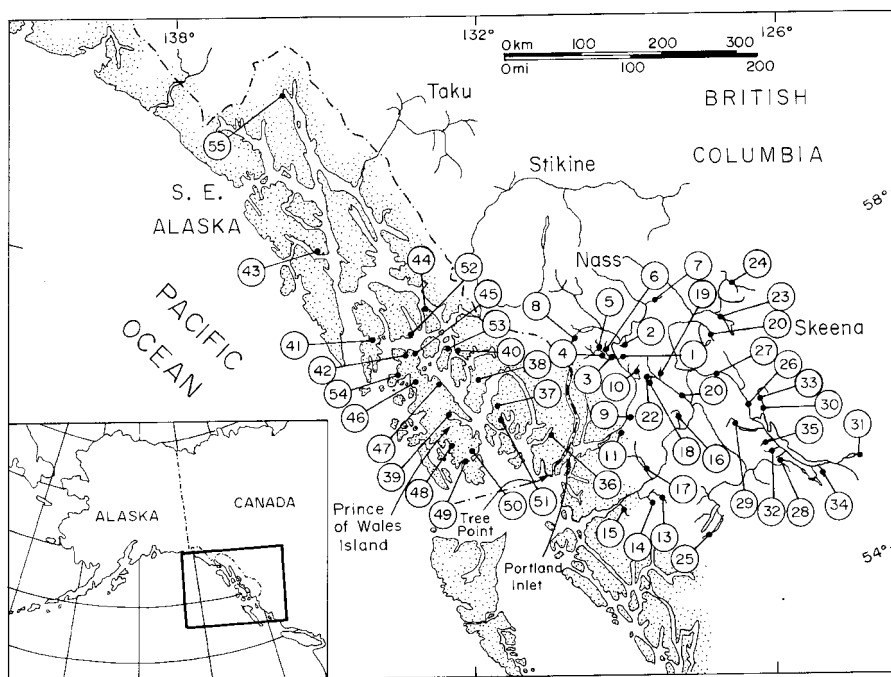 138°
132°
126°
0 km 100 200 300
0 mi 100 200
BRITISH
COLUMBIA
Taku
Stikine
58°
55
S. E.
ALASKA
43
44
52
45
Nass
6
7
24
8
5
2
19
23
53
20
Skeena
41
42
40
4
3
1
27
26
33
54
38
10
20
30
46
37
9
22
31
35
47
11
18
16
39
36
17
29
32
28
34
48
49
50
51
15
14
13
25
54°
PACIFIC
OCEAN
Prince
of Wales
Island
Tree
Point
Portland
Inlet
ALASKA
CANADA